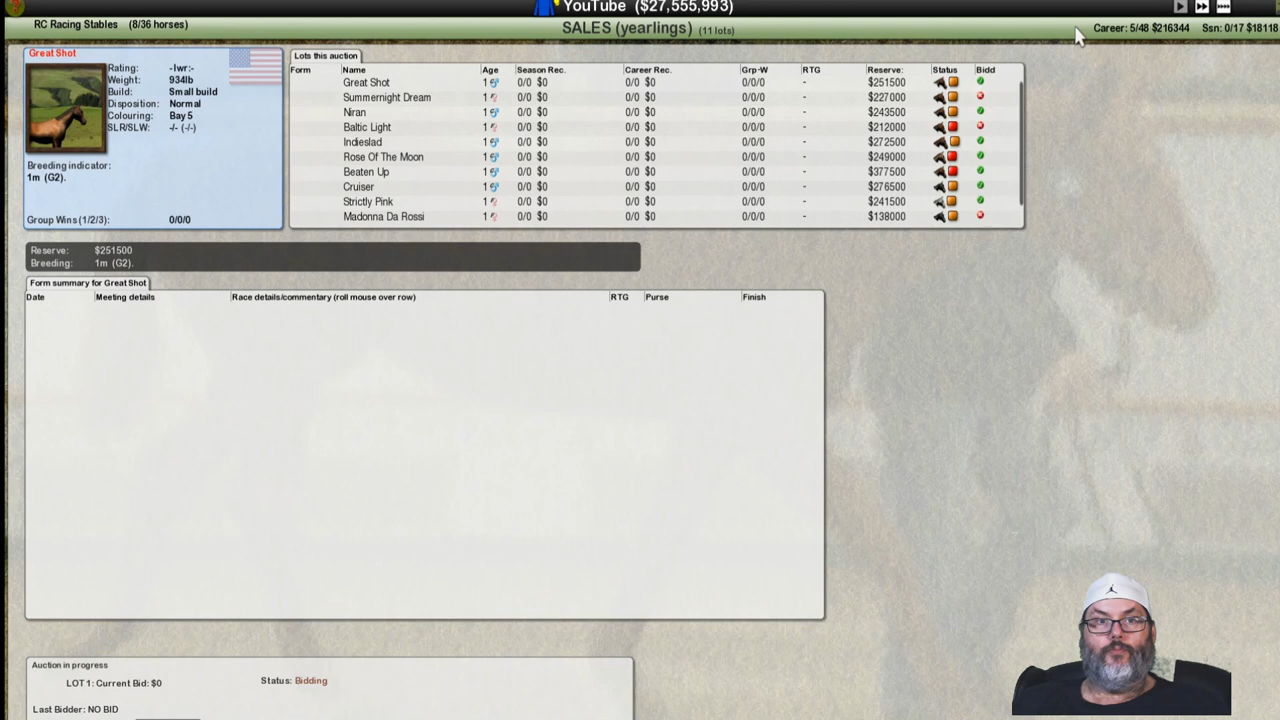 YouTube ($27,555,993)
RC Racing Stables (8/36 horses)
SALES (yearlings) (11 lots)
Career: 5/48 $216344 Ssn: 0/17 $18118
Great Shot
Rating: -lwr:-
Weight: 934lb
Build: Small build
Disposition: Normal
Colouring: Bay 5
SLR/SLW: -/- (-/-)
Breeding indicator:
1m (G2).
Group Wins (1/2/3): 0/0/0
Lots this auction
Form Name Age Season Rec. Career Rec. Grp-W RTG Reserve: Status Bidd
Great Shot 1 0/0 $0 0/0 $0 0/0/0 - $251500
Summernight Dream 1 0/0 $0 0/0 $0 0/0/0 - $227000
Niran 1 0/0 $0 0/0 $0 0/0/0 - $243500
Baltic Light 1 0/0 $0 0/0 $0 0/0/0 - $212000
Indieslad 1 0/0 $0 0/0 $0 0/0/0 - $272500
Rose Of The Moon 1 0/0 $0 0/0 $0 0/0/0 - $249000
Beaten Up 1 0/0 $0 0/0 $0 0/0/0 - $377500
Cruiser 1 0/0 $0 0/0 $0 0/0/0 - $276500
Strictly Pink 1 0/0 $0 0/0 $0 0/0/0 - $241500
Madonna Da Rossi 1 0/0 $0 0/0 $0 0/0/0 - $138000
Reserve: $251500
Breeding: 1m (G2).
Form summary for Great Shot
Date Meeting details Race details/commentary (roll mouse over row) RTG Purse Finish
Auction in progress
LOT 1: Current Bid: $0 Status: Bidding
Last Bidder: NO BID